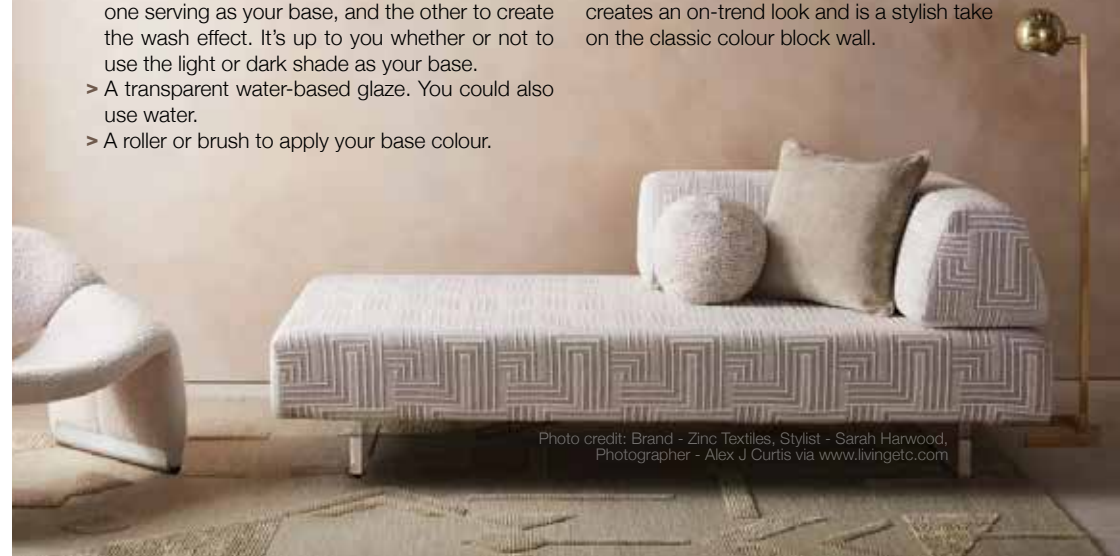 one serving as your base, and the other to create
the wash effect. It’s up to you whether or not to
use the light or dark shade as your base.
> A transparent water-based glaze. You could also
use water.
> A roller or brush to apply your base colour.
creates an on-trend look and is a stylish take
on the classic colour block wall.
Photo credit: Brand - Zinc Textiles, Stylist - Sarah Harwood,
Photographer - Alex J Curtis via www.livingetc.com